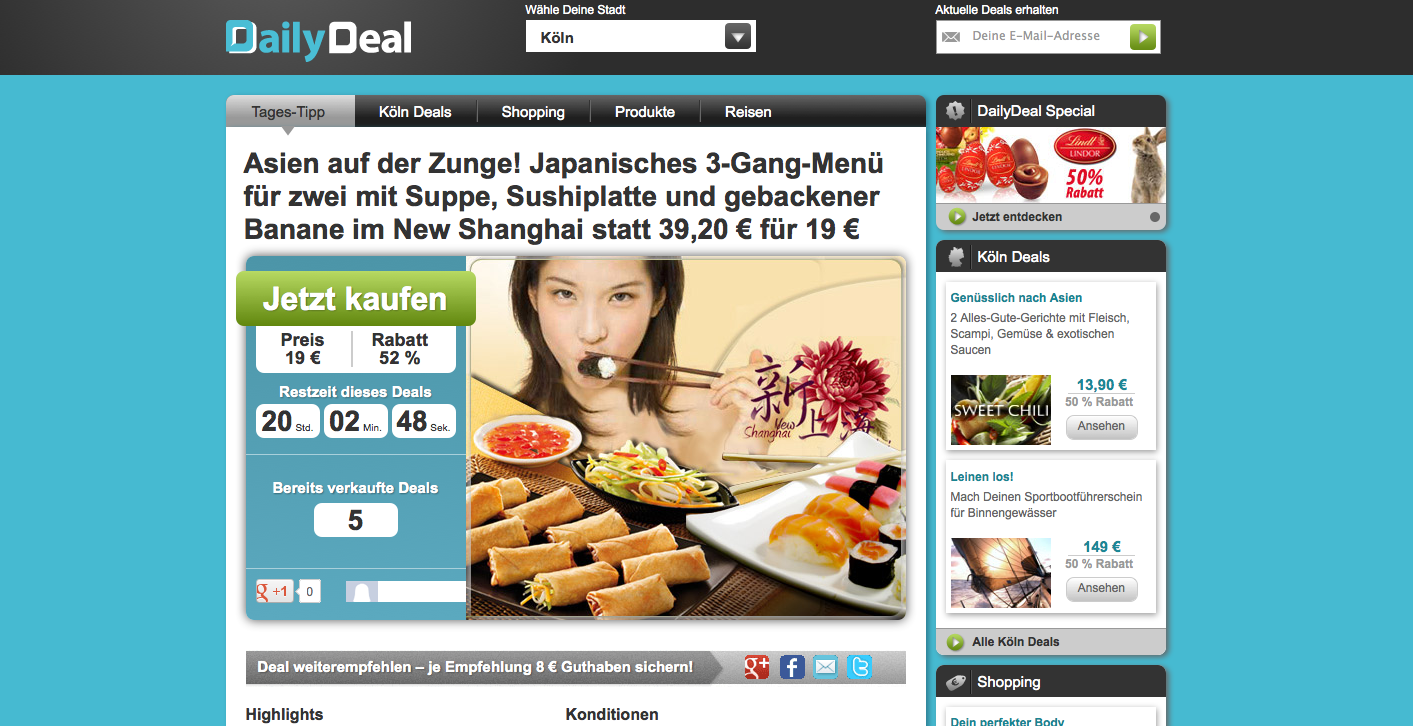 DailyDeal
Wähle Deine Stadt
Köln
Aktuelle Deals erhalten
Deine E-Mail-Adresse
Tages-Tipp
Köln Deals
Shopping
Produkte
Reisen
Asien auf der Zunge! Japanisches 3-Gang-Menü
für zwei mit Suppe, Sushiplatte und gebackener
Banane im New Shanghai statt 39,20 € für 19 €
Jetzt kaufen
Preis
19 €
Rabatt
52 %
Restzeit dieses Deals
20 Std.
02 Min.
48 Sek.
Bereits verkaufte Deals
5
g +1
0
新
上海
New
Shanghai
Deal weiterempfehlen – je Empfehlung 8 € Guthaben sichern!
g+
f
t
Highlights
Konditionen
DailyDeal Special
Lindt
LINDOR
50%
Rabatt
Jetzt entdecken
Köln Deals
Genüsslich nach Asien
2 Alles-Gute-Gerichte mit Fleisch,
Scampi, Gemüse & exotischen
Saucen
SWEET CHILI
13,90 €
50 % Rabatt
Ansehen
Leinen los!
Mach Deinen Sportbootführerschein
für Binnengewässer
149 €
50 % Rabatt
Ansehen
Alle Köln Deals
Shopping
Dein perfekter Body